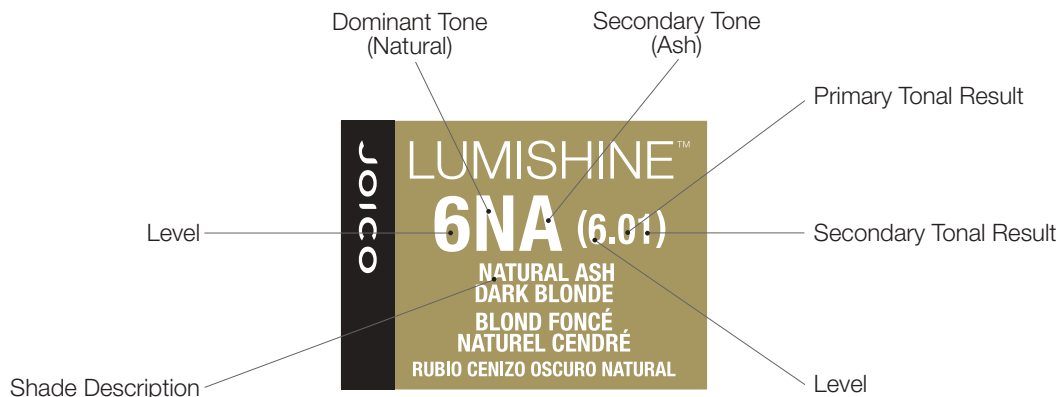 Dominant Tone
(Natural)
Secondary Tone
(Ash)
Primary Tonal Result
JOICO
LUMISHINE™
Level
6NA (6.01)
Secondary Tonal Result
NATURAL ASH
DARK BLONDE
BLOND FONCÉ
NATUREL CENDRÉ
RUBIO CENIZO OSCURO NATURAL
Shade Description
Level